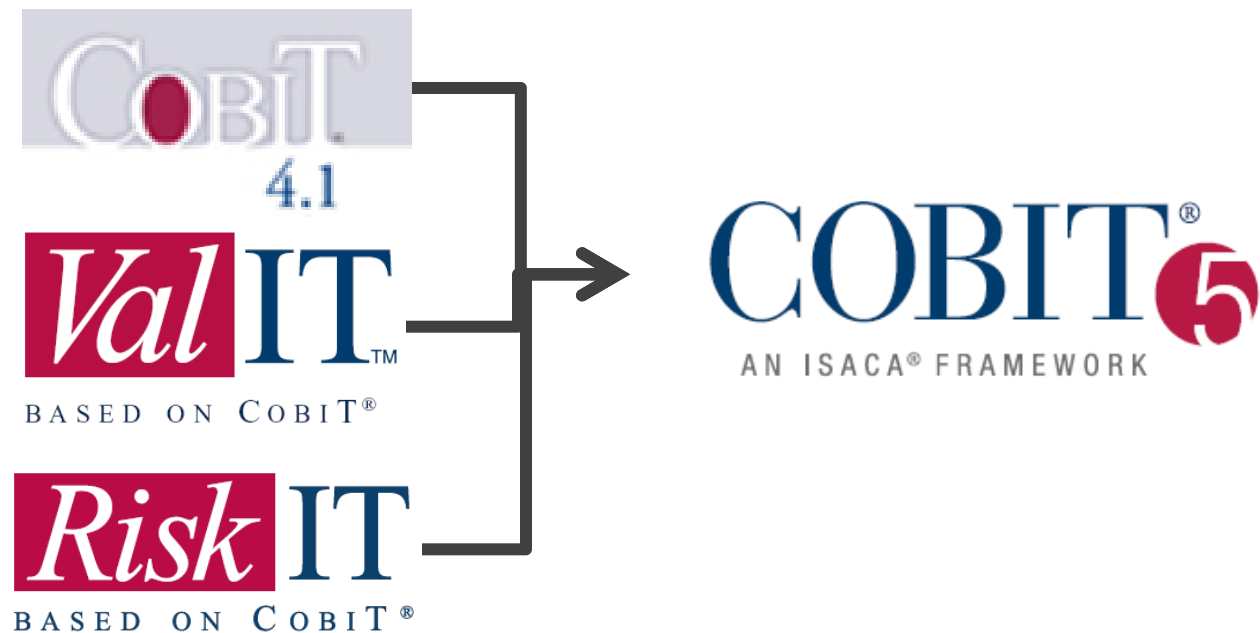 COBIT
4.1
Val IT™
BASED ON COBIT®
Risk IT
BASED ON COBIT®
COBIT® 5
AN ISACA® FRAMEWORK